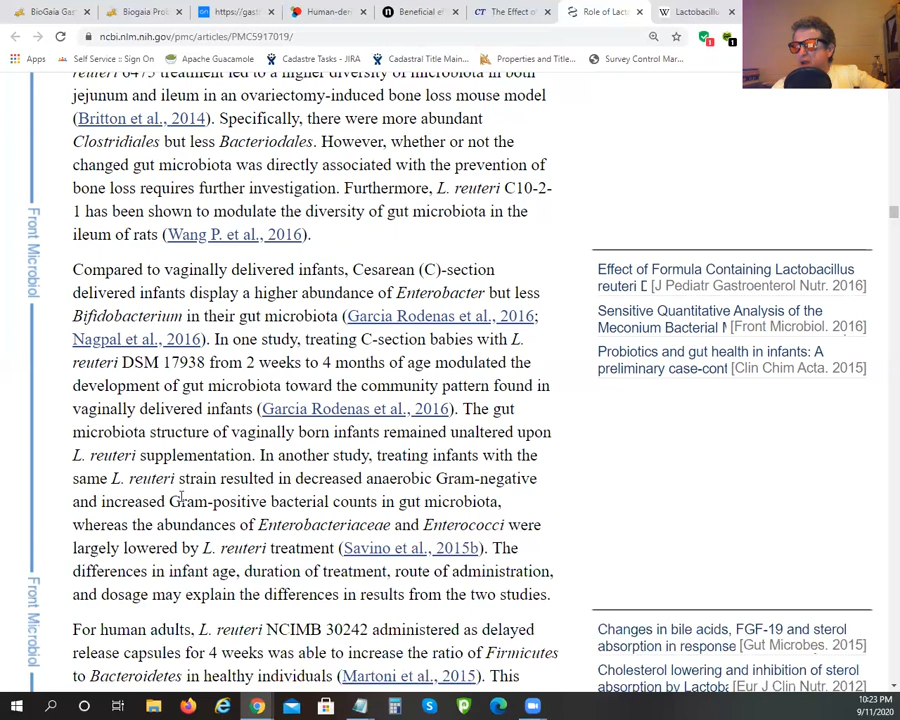 BioGaia Gas
Biogaia Prob
https://gastr
Human-deri
Beneficial ef
The Effect o
Role of Lact
Lactobacillu
ncbi.nlm.nih.gov/pmc/articles/PMC5917019/
Apps
Self Service :: Sign On
Apache Guacamole
Cadastre Tasks - JIRA
Cadastral Title Main...
Properties and Title...
Survey Control Mar...
reuteri 6475 treatment led to a higher diversity of microbiota in both
jejunum and ileum in an ovariectomy-induced bone loss mouse model
(Britton et al., 2014). Specifically, there were more abundant
Clostridiales but less Bacteriodales. However, whether or not the
changed gut microbiota was directly associated with the prevention of
bone loss requires further investigation. Furthermore, L. reuteri C10-2-
1 has been shown to modulate the diversity of gut microbiota in the
ileum of rats (Wang P. et al., 2016).
Compared to vaginally delivered infants, Cesarean (C)-section
delivered infants display a higher abundance of Enterobacter but less
Bifidobacterium in their gut microbiota (Garcia Rodenas et al., 2016;
Nagpal et al., 2016). In one study, treating C-section babies with L.
reuteri DSM 17938 from 2 weeks to 4 months of age modulated the
development of gut microbiota toward the community pattern found in
vaginally delivered infants (Garcia Rodenas et al., 2016). The gut
microbiota structure of vaginally born infants remained unaltered upon
L. reuteri supplementation. In another study, treating infants with the
same L. reuteri strain resulted in decreased anaerobic Gram-negative
and increased Gram-positive bacterial counts in gut microbiota,
whereas the abundances of Enterobacteriaceae and Enterococci were
largely lowered by L. reuteri treatment (Savino et al., 2015b). The
differences in infant age, duration of treatment, route of administration,
and dosage may explain the differences in results from the two studies.
For human adults, L. reuteri NCIMB 30242 administered as delayed
release capsules for 4 weeks was able to increase the ratio of Firmicutes
to Bacteroidetes in healthy individuals (Martoni et al., 2015). This
Front Microbiol
Front Microbiol
Effect of Formula Containing Lactobacillus
reuteri D [J Pediatr Gastroenterol Nutr. 2016]
Sensitive Quantitative Analysis of the
Meconium Bacterial M [Front Microbiol. 2016]
Probiotics and gut health in infants: A
preliminary case-cont [Clin Chim Acta. 2015]
Changes in bile acids, FGF-19 and sterol
absorption in response [Gut Microbes. 2015]
Cholesterol lowering and inhibition of sterol
absorption by Lactoba [Eur J Clin Nutr. 2012]
10:23 PM
9/11/2020